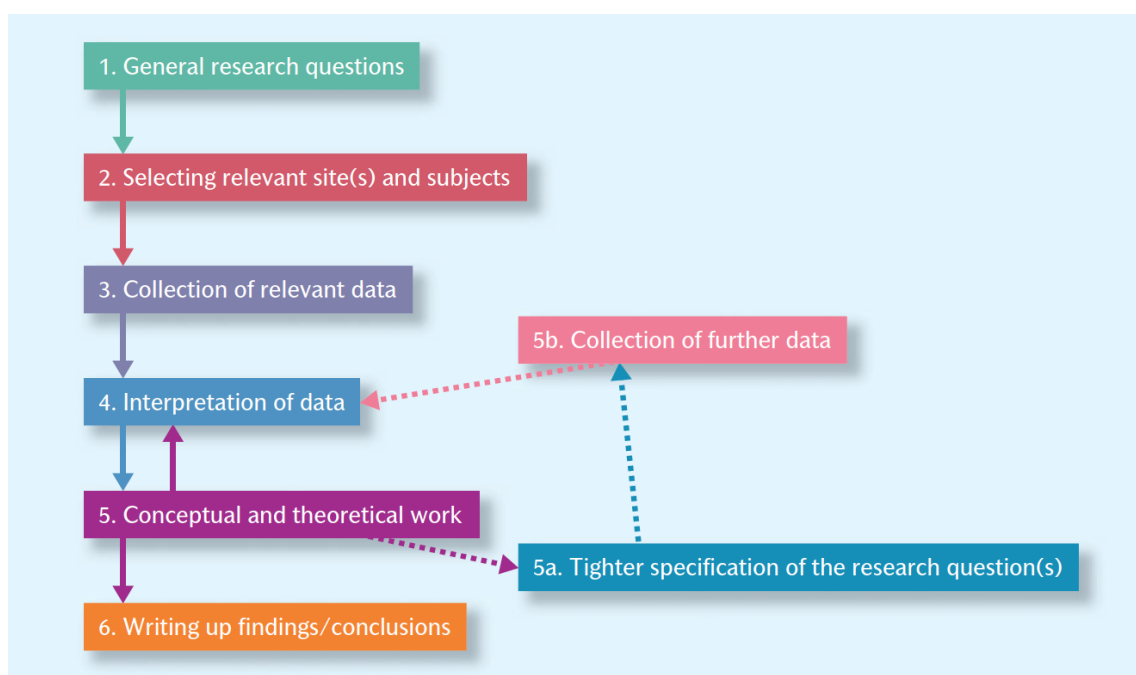 1. General research questions
2. Selecting relevant site(s) and subjects
3. Collection of relevant data
5b. Collection of further data
4. Interpretation of data
5. Conceptual and theoretical work
5a. Tighter specification of the research question(s)
6. Writing up findings/conclusions